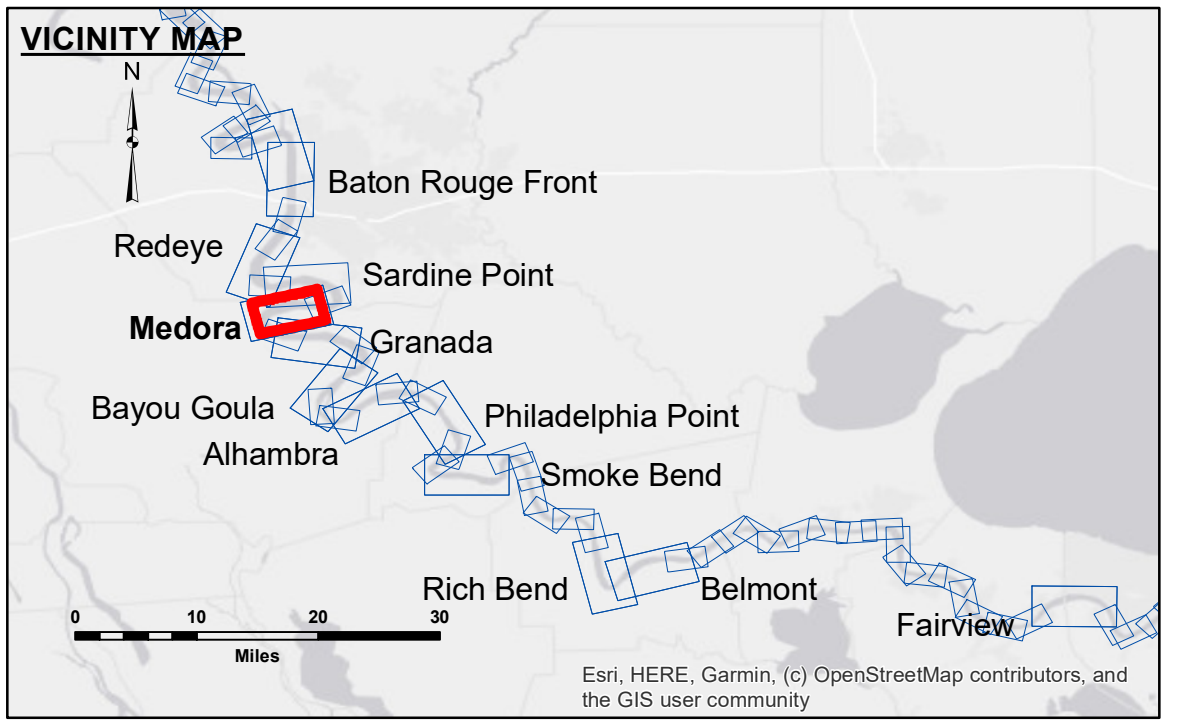 VICINITY MAP
N
Baton Rouge Front
Redeye
Sardine Point
Medora
Granada
Bayou Goula
Philadelphia Point
Alhambra
Smoke Bend
Rich Bend
Belmont
Fairview
0 10 20 30
Miles
Esri, HERE, Garmin, (c) OpenStreetMap contributors, and
the GIS user community